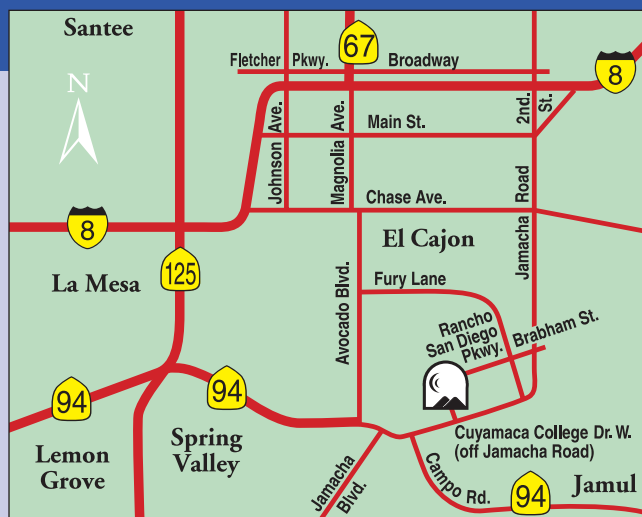 Santee
67
Fletcher Pkwy. Broadway
8
N
Johnson Ave.
Magnolia Ave.
Main St.
2nd. St.
Chase Ave.
8
El Cajon
Jamacha Road
La Mesa
125
Avocado Blvd.
Fury Lane
Rancho
San Diego
Pkwy.
Brabham St.
94
94
Lemon
Grove
Spring
Valley
Cuyamaca College Dr. W.
(off Jamacha Road)
Jamacha
Blvd.
Campo Rd.
94
Jamul